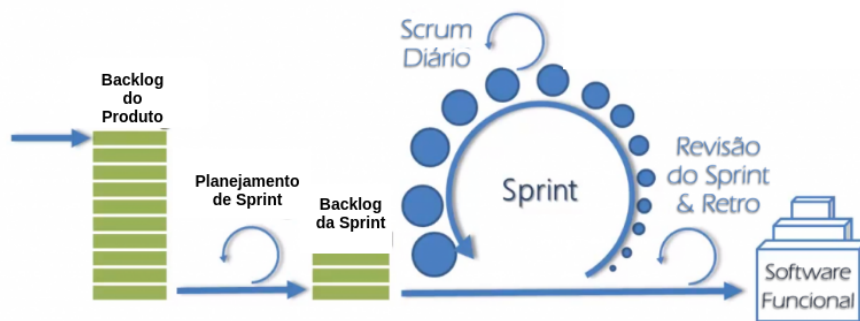 Backlog
do
Produto
Planejamento
de Sprint
Backlog
da Sprint
Scrum
Diário
Sprint
Revisão
do Sprint
& Retro
Software
Funcional